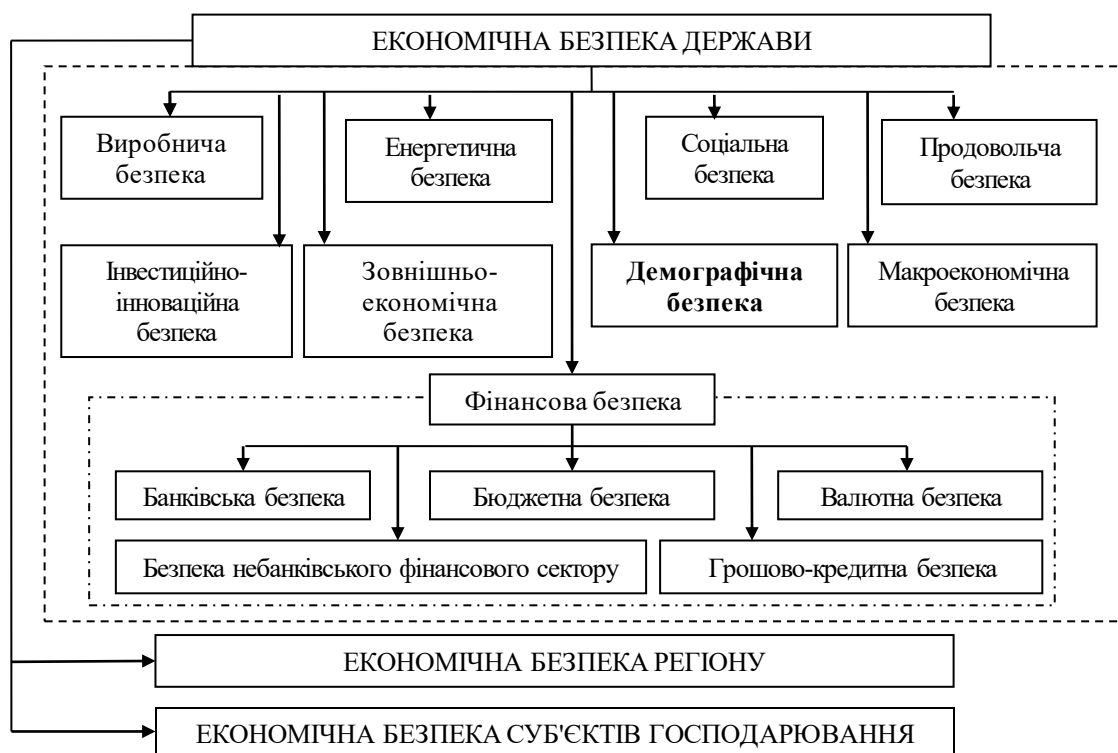 ЕКОНОМІЧНА БЕЗПЕКА ДЕРЖАВИ
Виробнича
безпека
Енергетична
безпека
Соціальна
безпека
Продовольча
безпека
Інвестиційно-
інноваційна
безпека
Зовнішньо-
економічна
безпека
Демографічна
безпека
Макроекономічна
безпека
Фінансова безпека
Банківська безпека
Бюджетна безпека
Валютна безпека
Безпека небанківського фінансового сектору
Грошово-кредитна безпека
ЕКОНОМІЧНА БЕЗПЕКА РЕГІОНУ
ЕКОНОМІЧНА БЕЗПЕКА СУБ'ЄКТІВ ГОСПОДАРЮВАННЯ